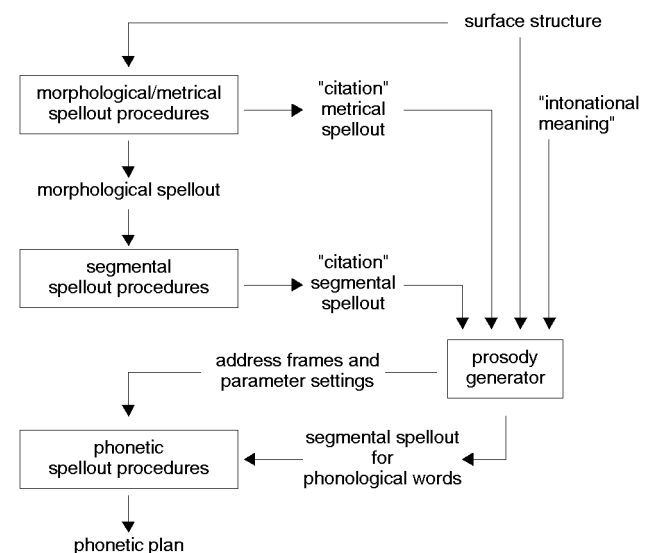 surface structure
morphological/metrical
spellout procedures
"citation"
metrical
spellout
"intonational
meaning"
morphological spellout
segmental
spellout procedures
"citation"
segmental
spellout
prosody
generator
address frames and
parameter settings
phonetic
spellout procedures
segmental spellout
for
phonological words
phonetic plan